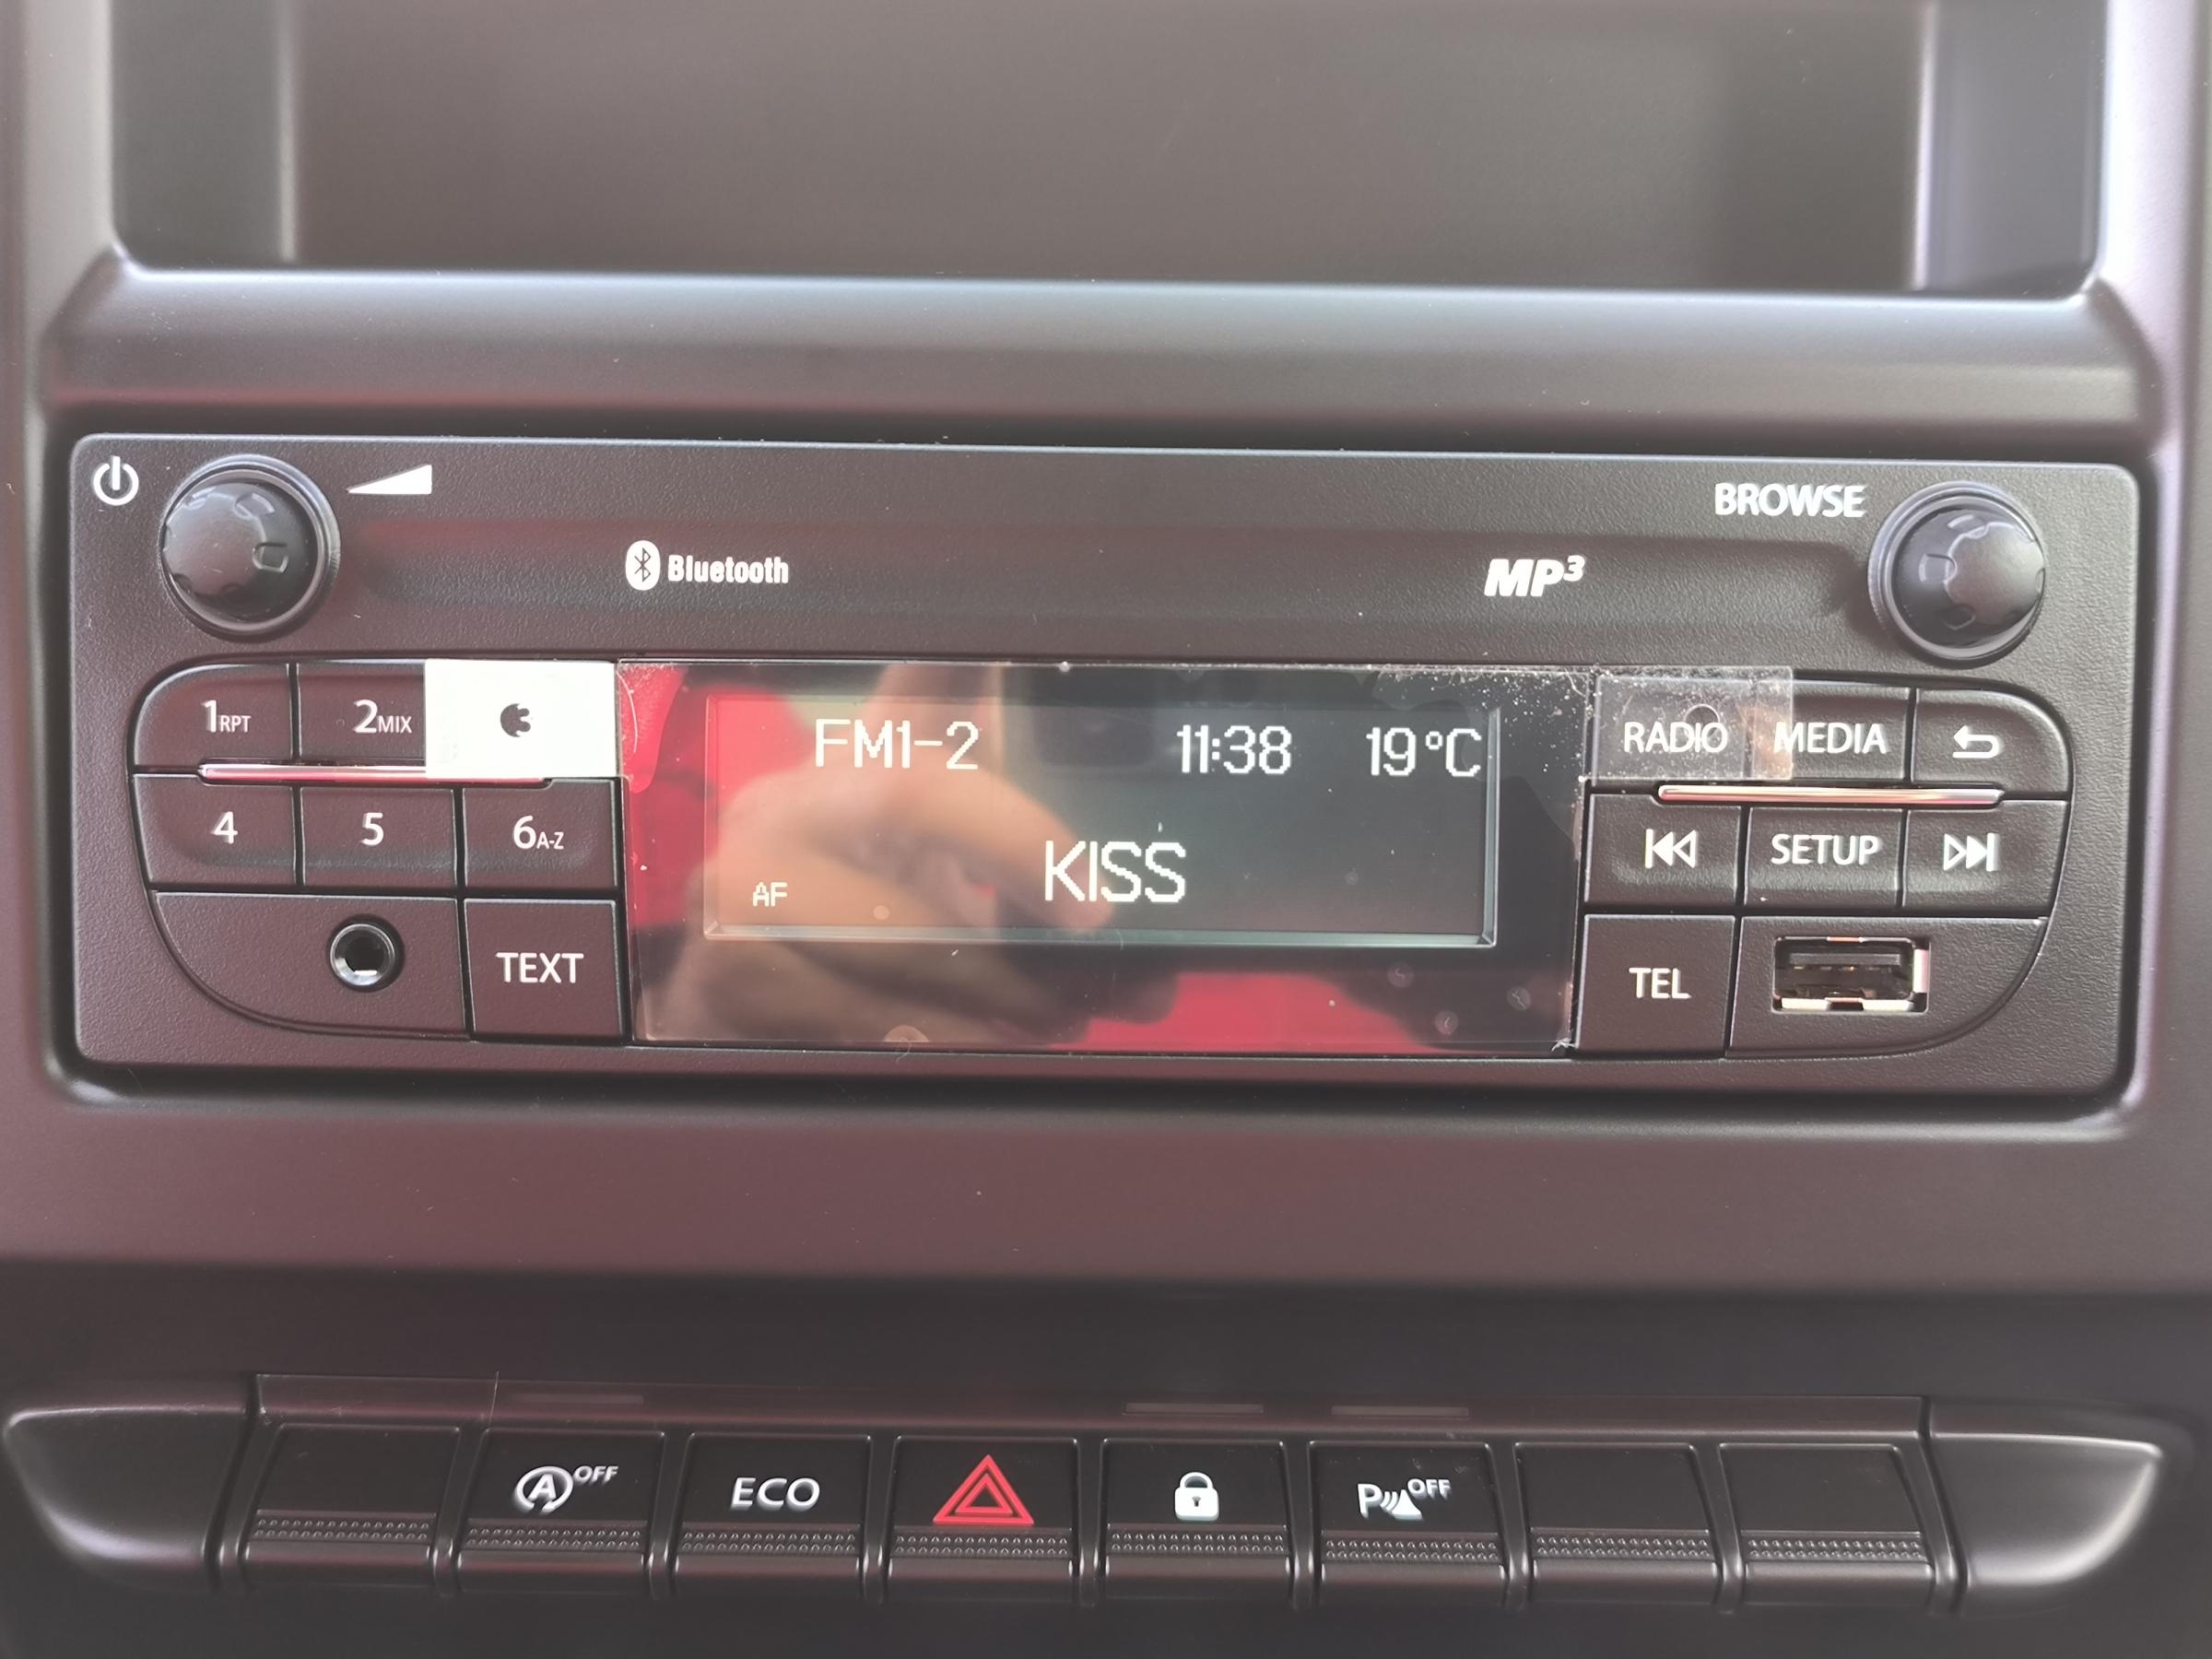 BROWSE
Bluetooth
MP3
1RPT
2MIX
FM1-2
11:38
19°C
RADIO
MEDIA
4
5
6A-Z
AF
KISS
SETUP
TEXT
TEL
A OFF
ECO
P OFF